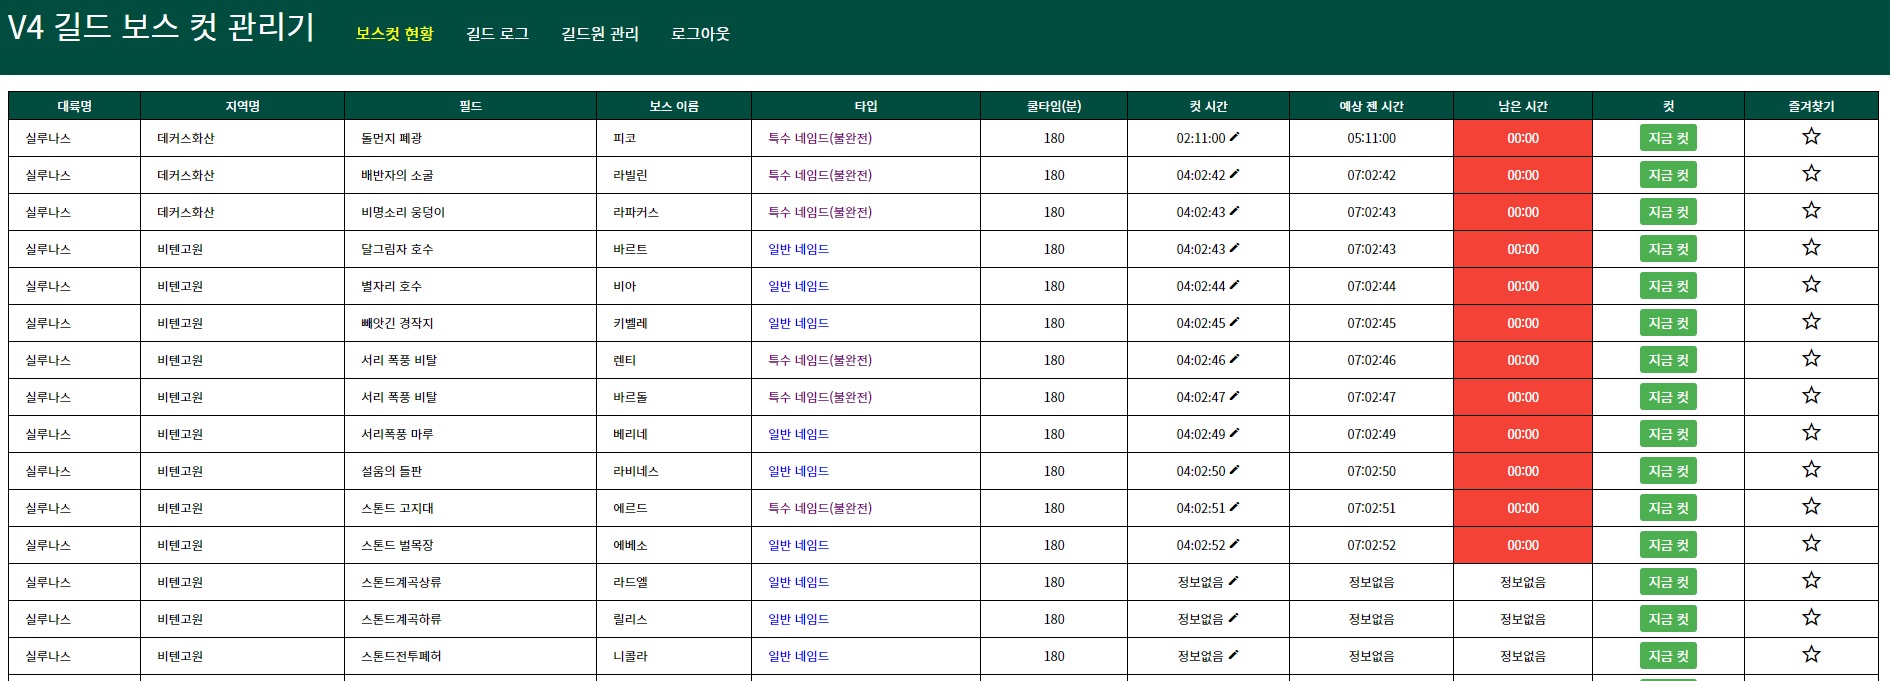 V4 길드 보스 컷 관리기 보스컷 현황 길드 로그 길드원 관리 로그아웃
대륙명 지역명 필드 보스 이름 타입 쿨타임(분) 컷 시간 예상 젠 시간 남은 시간 컷 즐겨찾기
실루나스 데커스화산 돌먼지 폐광 피코 특수 네임드(불완전) 180 02:11:00 05:11:00 00:00 지금 컷
실루나스 데커스화산 배반자의 소굴 라빌린 특수 네임드(불완전) 180 04:02:42 07:02:42 00:00 지금 컷
실루나스 데커스화산 비명소리 웅덩이 라파커스 특수 네임드(불완전) 180 04:02:43 07:02:43 00:00 지금 컷
실루나스 비텐고원 달그림자 호수 바르트 일반 네임드 180 04:02:43 07:02:43 00:00 지금 컷
실루나스 비텐고원 별자리 호수 비아 일반 네임드 180 04:02:44 07:02:44 00:00 지금 컷
실루나스 비텐고원 빼앗긴 경작지 키벨레 일반 네임드 180 04:02:45 07:02:45 00:00 지금 컷
실루나스 비텐고원 서리 폭풍 비탈 렌티 특수 네임드(불완전) 180 04:02:46 07:02:46 00:00 지금 컷
실루나스 비텐고원 서리 폭풍 비탈 바르돌 특수 네임드(불완전) 180 04:02:47 07:02:47 00:00 지금 컷
실루나스 비텐고원 서리폭풍 마루 베리네 일반 네임드 180 04:02:49 07:02:49 00:00 지금 컷
실루나스 비텐고원 설움의 들판 라비네스 일반 네임드 180 04:02:50 07:02:50 00:00 지금 컷
실루나스 비텐고원 스톤드 고지대 에르드 특수 네임드(불완전) 180 04:02:51 07:02:51 00:00 지금 컷
실루나스 비텐고원 스톤드 벌목장 에베소 일반 네임드 180 04:02:52 07:02:52 00:00 지금 컷
실루나스 비텐고원 스톤드계곡상류 라드엘 일반 네임드 180 정보없음 정보없음 정보없음 지금 컷
실루나스 비텐고원 스톤드계곡하류 릴리스 일반 네임드 180 정보없음 정보없음 정보없음 지금 컷
실루나스 비텐고원 스톤드전투폐허 니콜라 일반 네임드 180 정보없음 정보없음 정보없음 지금 컷